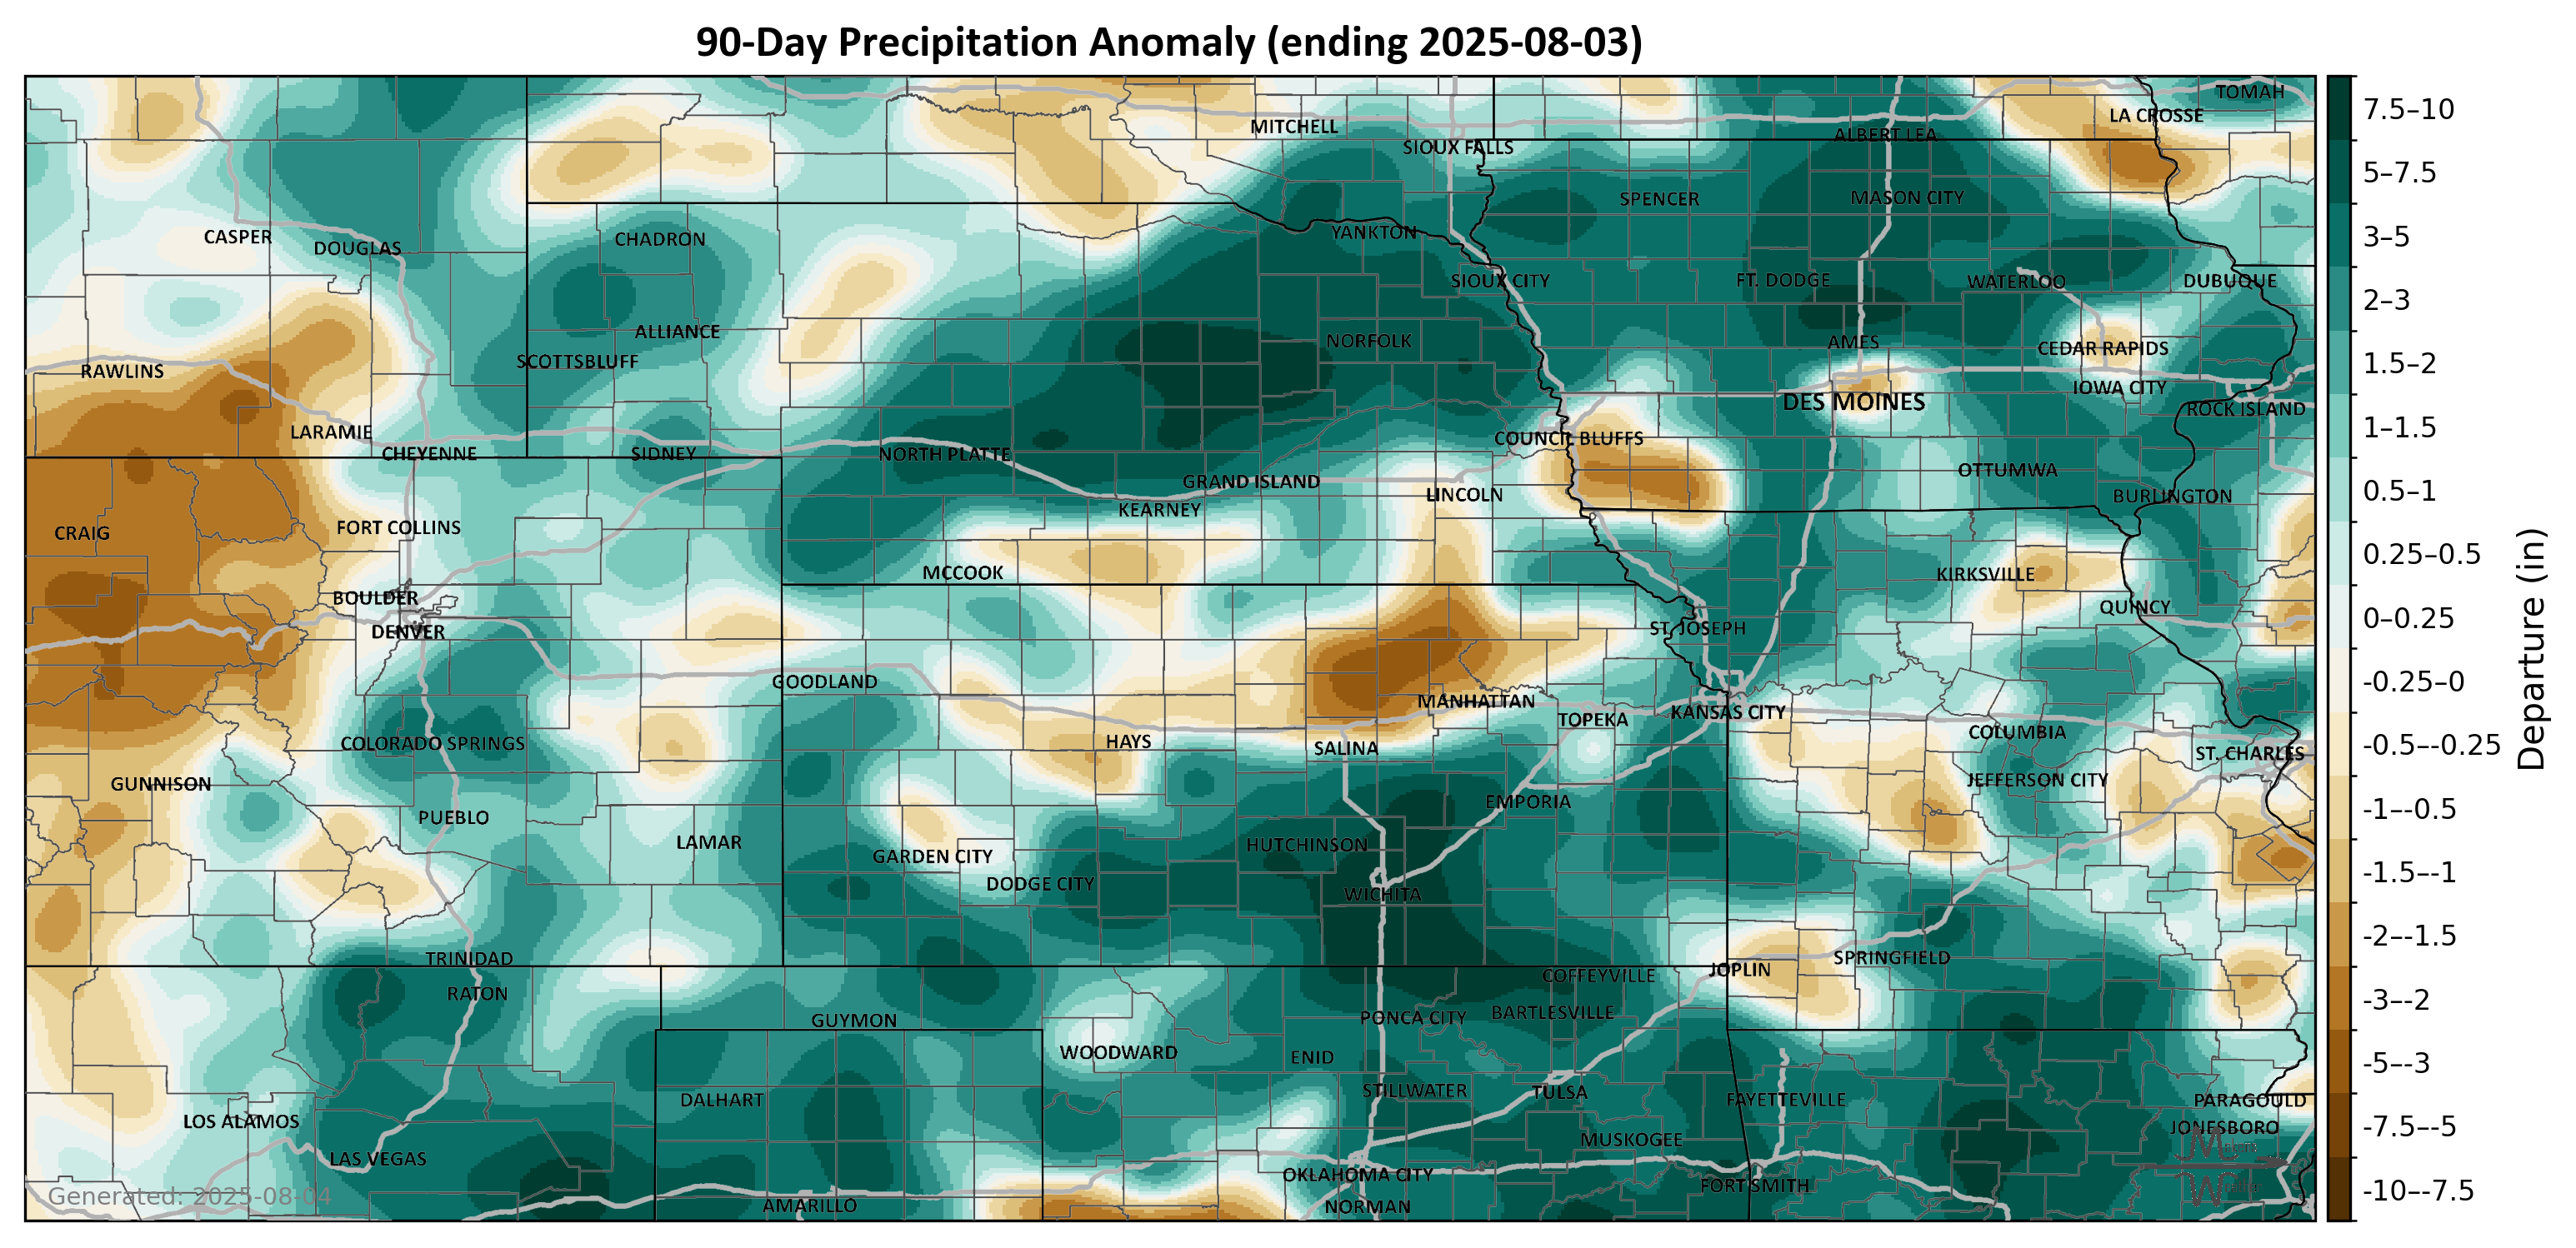 90-Day Precipitation Anomaly (ending 2025-08-03)
TOMAH
LA CROSSE
MITCHELL
ALBERT LEA
SIOUX FALLS
SPENCER
MASON CITY
YANKTON
CASPER
DOUGLAS
CHADRON
SIOUX CITY
FT. DODGE
WATERLOO
DUBUQUE
ALLIANCE
NORFOLK
AMES
CEDAR RAPIDS
SCOTTSBLUFF
RAWLINS
IOWA CITY
DES MOINES
ROCK ISLAND
LARAMIE
COUNCIL BLUFFS
CHEYENNE
SIDNEY
NORTH PLATTE
OTTUMWA
GRAND ISLAND
LINCOLN
BURLINGTON
KEARNEY
CRAIG
FORT COLLINS
MCCOOK
KIRKSVILLE
BOULDER
QUINCY
DENVER
ST. JOSEPH
GOODLAND
MANHATTAN
TOPEKA
KANSAS CITY
COLUMBIA
COLORADO SPRINGS
HAYS
SALINA
ST. CHARLES
GUNNISON
JEFFERSON CITY
EMPORIA
PUEBLO
LAMAR
HUTCHINSON
GARDEN CITY
DODGE CITY
WICHITA
TRINIDAD
SPRINGFIELD
JOPLIN
COFFEYVILLE
RATON
BARTLESVILLE
PONCA CITY
GUYMON
WOODWARD
ENID
STILLWATER
TULSA
DALHART
FAYETTEVILLE
PARAGOULD
LOS ALAMOS
JONESBORO
MUSKOGEE
LAS VEGAS
OKLAHOMA CITY
FORT SMITH
AMARILLO
NORMAN
Generated: 2025-08-04
7.5–10
5–7.5
3–5
2–3
1.5–2
1–1.5
0.5–1
0.25–0.5
0–0.25
-0.25–0
-0.5–-0.25
-1–-0.5
-1.5–-1
-2–-1.5
-3–-2
-5–-3
-7.5–-5
-10–-7.5
Departure (in)